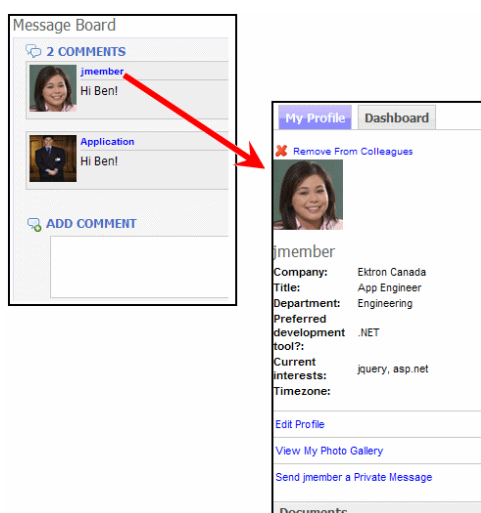 Message Board
2 COMMENTS
jmember
Hi Ben!
Application
Hi Ben!
ADD COMMENT
My Profile Dashboard
Remove From Colleagues
jmember
Company: Ektron Canada
Title: App Engineer
Department: Engineering
Preferred
development .NET
tool?:
Current
interests: jquery, asp.net
Timezone:
Edit Profile
View My Photo Gallery
Send jmember a Private Message
Documents